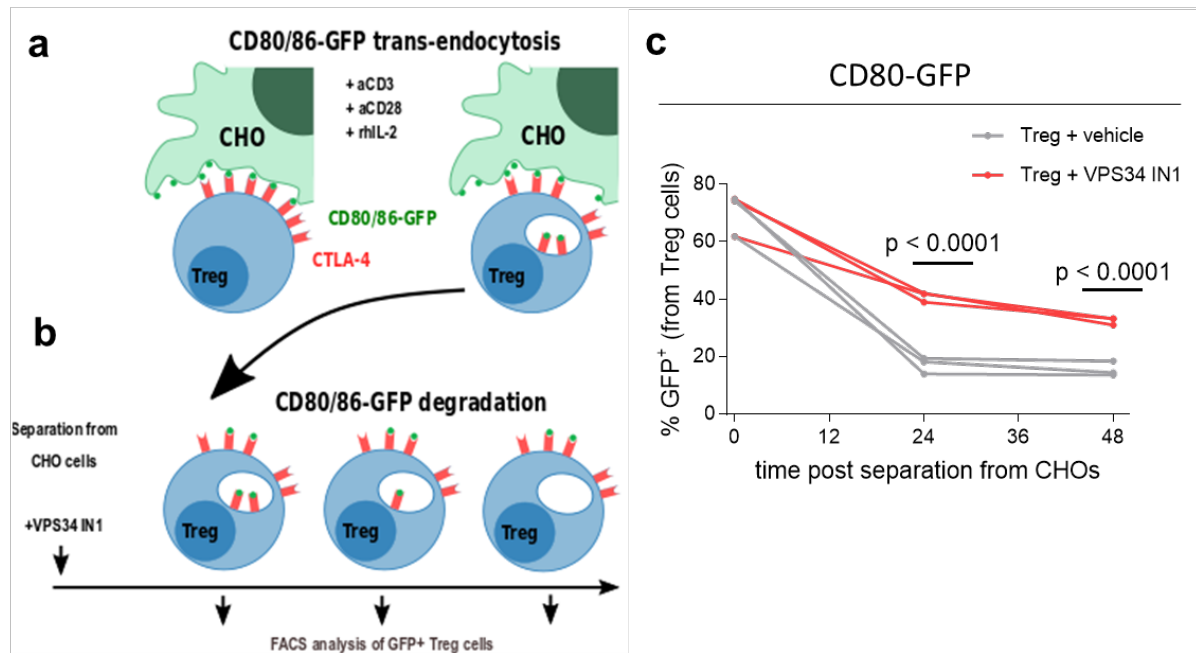 a
CD80/86-GFP trans-endocytosis
+ aCD3
+ aCD28
+ rhIL-2
CHO
CHO
CD80/86-GFP
CTLA-4
Treg
Treg
b
CD80/86-GFP degradation
Separation from
CHO cells
+VPS34 IN1
Treg
Treg
Treg
FACS analysis of GFP+ Treg cells
c
CD80-GFP
Treg + vehicle
Treg + VPS34 IN1
% GFP⁺ (from Treg cells)
80
60
40
20
0
p < 0.0001
p < 0.0001
0 12 24 36 48
time post separation from CHOs